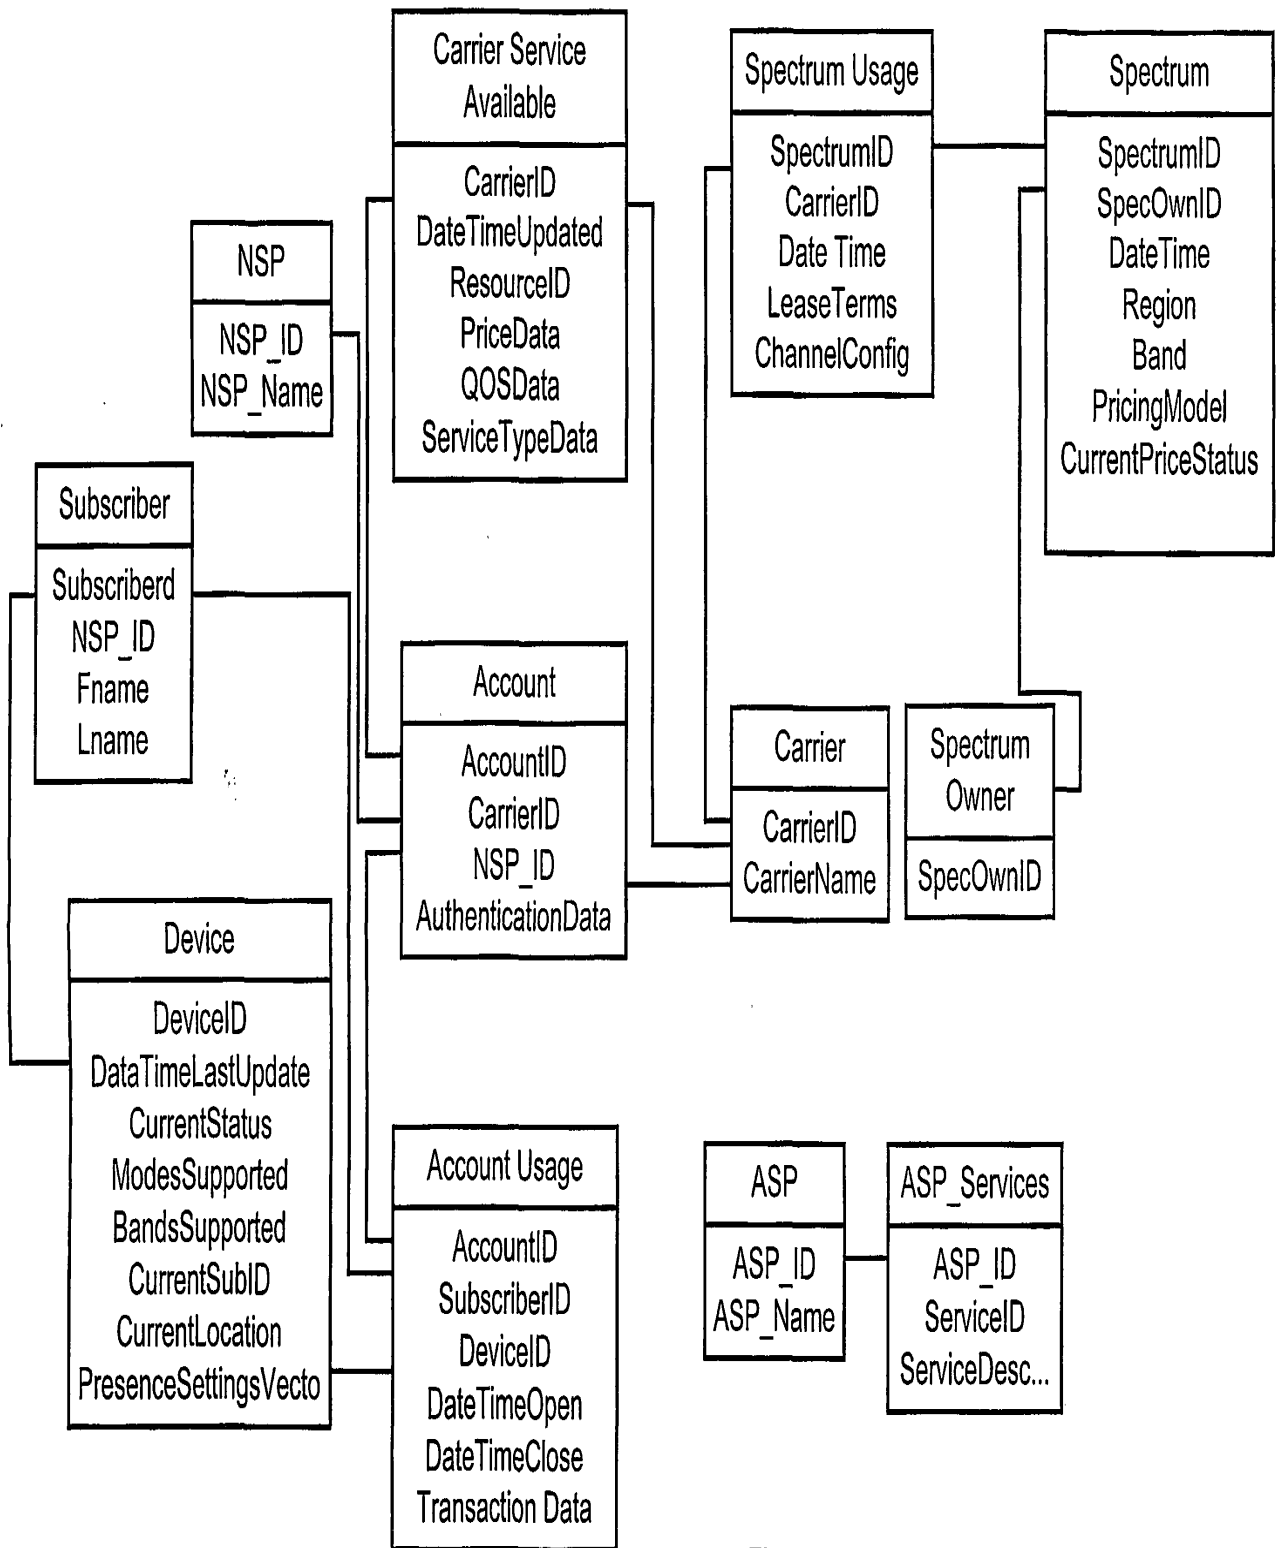 Carrier Service
Available
CarrierID
DateTimeUpdated
ResourceID
PriceData
QOSData
ServiceTypeData
Spectrum Usage
SpectrumID
CarrierID
Date Time
LeaseTerms
ChannelConfig
Spectrum
SpectrumID
SpecOwnID
DateTime
Region
Band
PricingModel
CurrentPriceStatus
NSP
NSP_ID
NSP_Name
Subscriber
Subscriberd
NSP_ID
Fname
Lname
Account
AccountID
CarrierID
NSP_ID
AuthenticationData
Carrier
CarrierID
CarrierName
Spectrum
Owner
SpecOwnID
Device
DeviceID
DataTimeLastUpdate
CurrentStatus
ModesSupported
BandsSupported
CurrentSubID
CurrentLocation
PresenceSettingsVecto
Account Usage
AccountID
SubscriberID
DeviceID
DateTimeOpen
DateTimeClose
Transaction Data
ASP
ASP_ID
ASP_Name
ASP_Services
ASP_ID
ServiceID
ServiceDesc...